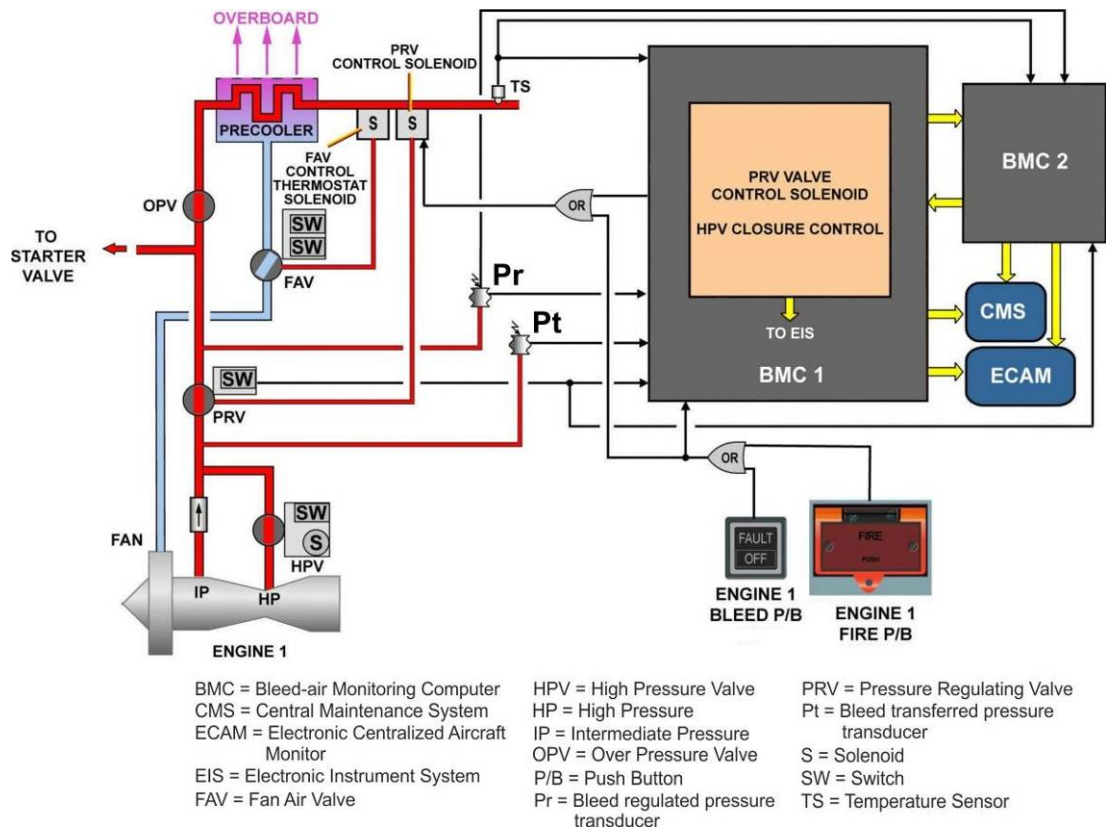 OVERBOARD
PRV
CONTROL SOLENOID
TS
S
S
PRECOOLER
FAV
CONTROL
THERMOSTAT
SOLENOID
OPV
SW
SW
TO
STARTER
VALVE
FAV
OR
PRV VALVE
CONTROL SOLENOID
HPV CLOSURE CONTROL
TO EIS
BMC 1
BMC 2
CMS
ECAM
Pr
Pt
SW
PRV
OR
FAN
SW
S
HPV
IP
HP
ENGINE 1
FAULT
OFF
ENGINE 1
BLEED P/B
FIRE
PUSH
ENGINE 1
FIRE P/B
BMC = Bleed-air Monitoring Computer
CMS = Central Maintenance System
ECAM = Electronic Centralized Aircraft
Monitor
EIS = Electronic Instrument System
FAV = Fan Air Valve
HPV = High Pressure Valve
HP = High Pressure
IP = Intermediate Pressure
OPV = Over Pressure Valve
P/B = Push Button
Pr = Bleed regulated pressure
transducer
PRV = Pressure Regulating Valve
Pt = Bleed transferred pressure
transducer
S = Solenoid
SW = Switch
TS = Temperature Sensor